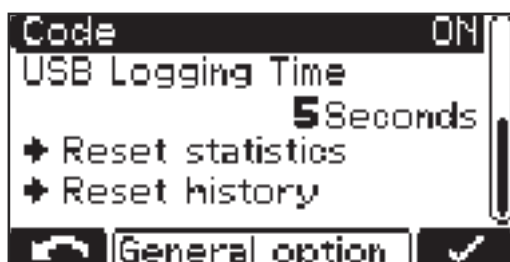 Code ON
USB Logging Time
5 Seconds
Reset statistics
Reset history
General option